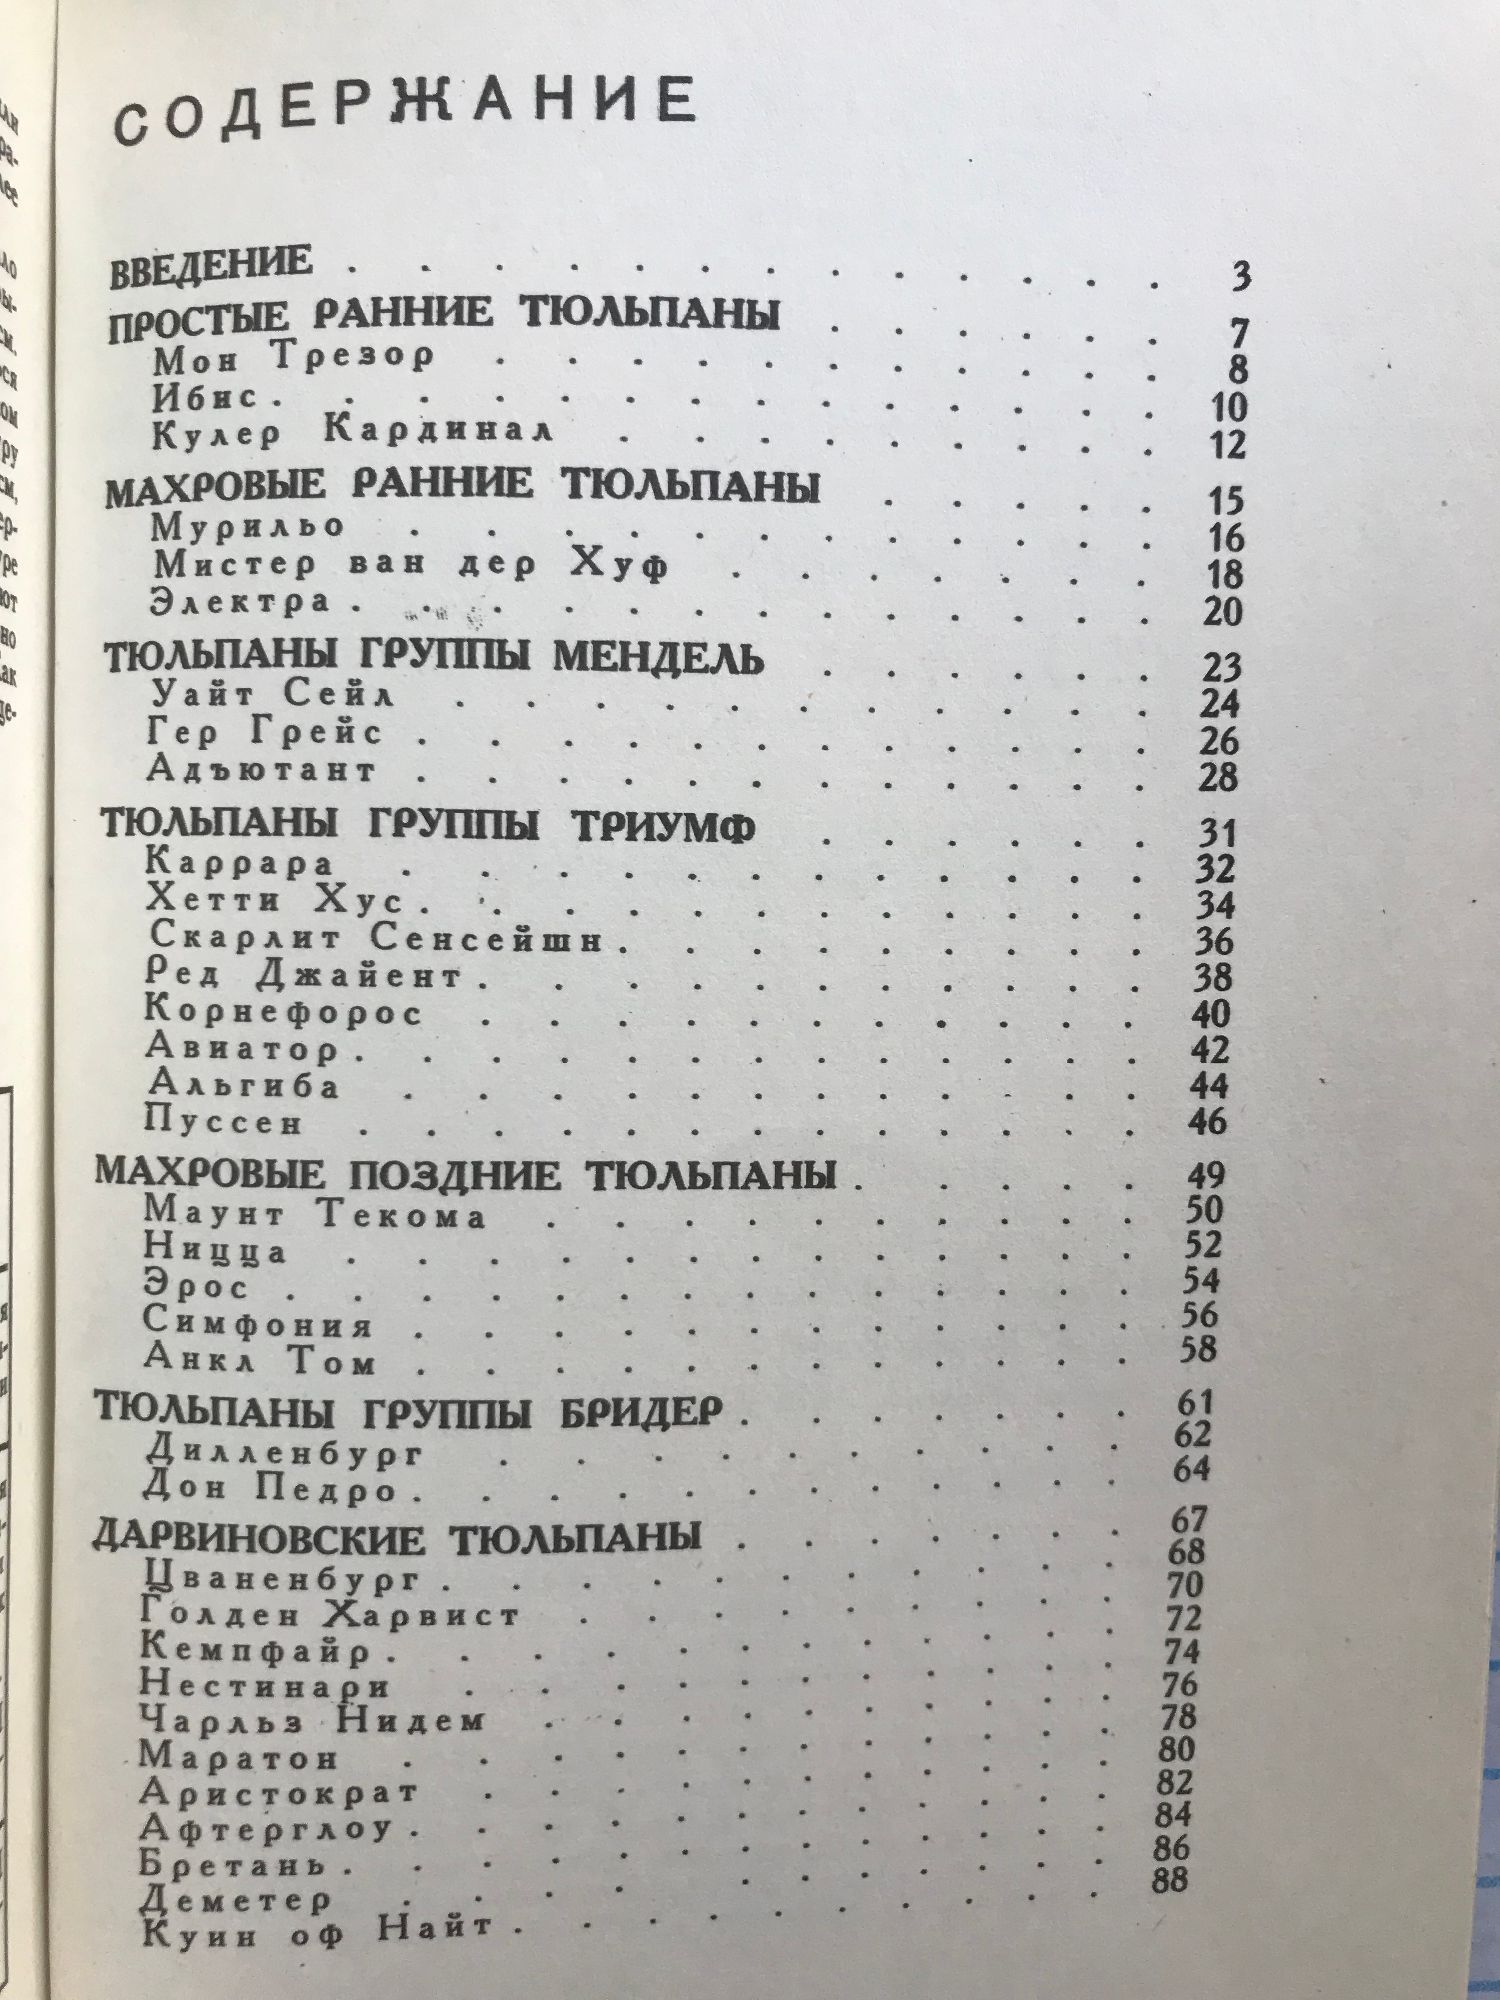 СОДЕРЖАНИЕ
ВВЕДЕНИЕ . . . . . . . . . . . . . 3
ПРОСТЫЕ РАННИЕ ТЮЛЬПАНЫ . . . . . . 7
Мон Трезор . . . . . . . . . . . 8
Ибис . . . . . . . . . . . . . . 10
Кулер Кардинал . . . . . . . . . 12
МАХРОВЫЕ РАННИЕ ТЮЛЬПАНЫ . . . . . 15
Мурильо . . . . . . . . . . . . 16
Мистер ван дер Хуф . . . . . . . 18
Электра . . . . . . . . . . . . 20
ТЮЛЬПАНЫ ГРУППЫ МЕНДЕЛЬ . . . . . . 23
Уайт Сейл . . . . . . . . . . . 24
Гер Грейс . . . . . . . . . . . 26
Адъютант . . . . . . . . . . . . 28
ТЮЛЬПАНЫ ГРУППЫ ТРИУМФ . . . . . . 31
Каррара . . . . . . . . . . . . 32
Хетти Хус . . . . . . . . . . . 34
Скарлит Сенсейшн . . . . . . . . 36
Ред Джайент . . . . . . . . . . 38
Корнефорос . . . . . . . . . . . 40
Авиатор . . . . . . . . . . . . 42
Альгиба . . . . . . . . . . . . 44
Пуссен . . . . . . . . . . . . . 46
МАХРОВЫЕ ПОЗДНИЕ ТЮЛЬПАНЫ . . . . . 49
Маунт Текома . . . . . . . . . . 50
Ницца . . . . . . . . . . . . . 52
Эрос . . . . . . . . . . . . . . 54
Симфония . . . . . . . . . . . . 56
Анкл Том . . . . . . . . . . . . 58
ТЮЛЬПАНЫ ГРУППЫ БРИДЕР . . . . . . 61
Дилленбург . . . . . . . . . . . 62
Дон Педро . . . . . . . . . . . 64
ДАРВИНОВСКИЕ ТЮЛЬПАНЫ . . . . . . . 67
Цваненбург . . . . . . . . . . . 68
Голден Харвист . . . . . . . . . 70
Кемпфайр . . . . . . . . . . . . 72
Нестинари . . . . . . . . . . . 74
Чарльз Нидем . . . . . . . . . . 76
Маратон . . . . . . . . . . . . 78
Аристократ . . . . . . . . . . . 80
Афтерглоу . . . . . . . . . . . 82
Бретань . . . . . . . . . . . . 84
Деметер . . . . . . . . . . . . 86
Куин оф Найт . . . . . . . . . . 88